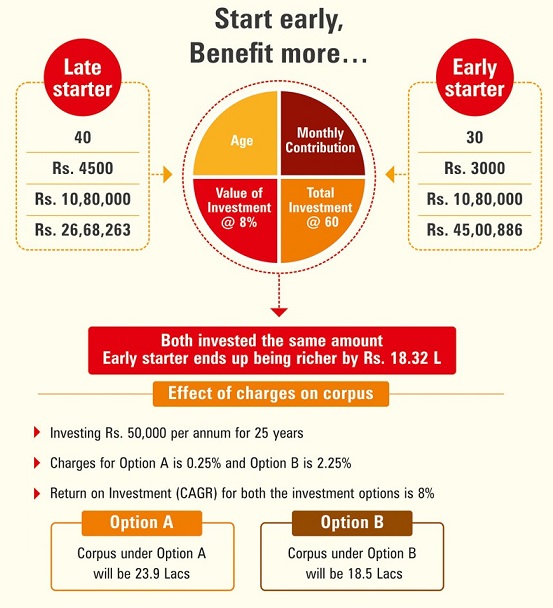 Start early,
Benefit more...
Late
starter
40
Rs. 4500
Rs. 10,80,000
Rs. 26,68,263
Age
Monthly
Contribution
Value of
Investment
@ 8%
Total
Investment
@ 60
Early
starter
30
Rs. 3000
Rs. 10,80,000
Rs. 45,00,886
Both invested the same amount
Early starter ends up being richer by Rs. 18.32 L
Effect of charges on corpus
Investing Rs. 50,000 per annum for 25 years
Charges for Option A is 0.25% and Option B is 2.25%
Return on Investment (CAGR) for both the investment options is 8%
Option A
Corpus under Option A
will be 23.9 Lacs
Option B
Corpus under Option B
will be 18.5 Lacs